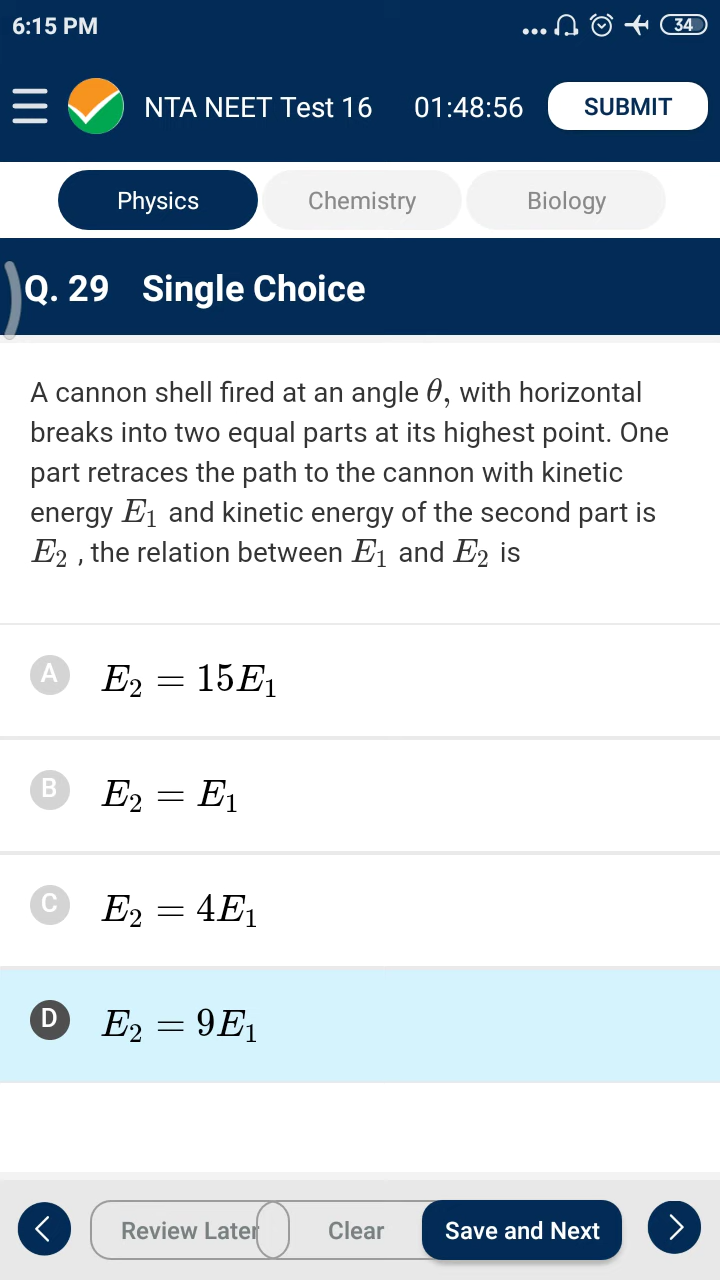 6:15 PM
34
NTA NEET Test 16 01:48:56 SUBMIT
Physics Chemistry Biology
Q. 29 Single Choice
A cannon shell fired at an angle θ, with horizontal
breaks into two equal parts at its highest point. One
part retraces the path to the cannon with kinetic
energy E₁ and kinetic energy of the second part is
E₂ , the relation between E₁ and E₂ is
A E₂ = 15E₁
B E₂ = E₁
C E₂ = 4E₁
D E₂ = 9E₁
Review Later Clear Save and Next